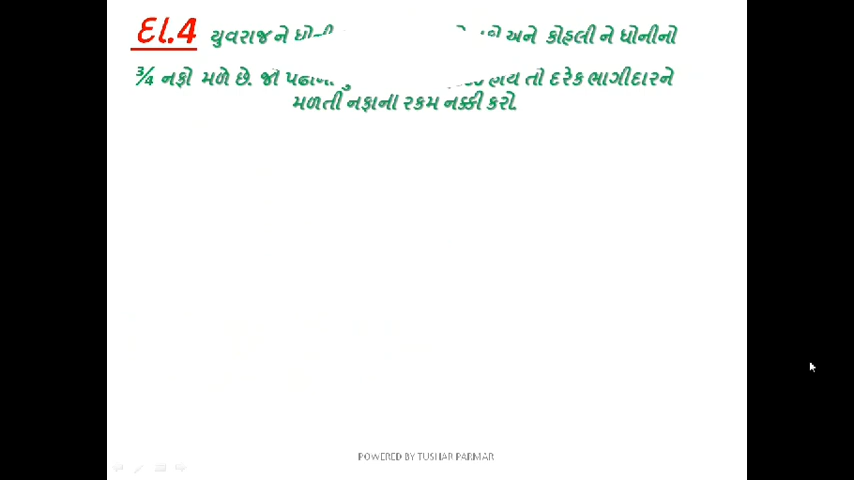 દા.4 યુવરાજ ને અને કોહલી ને ધોનીનો
¾ નફો મળે છે. જો તો દરેક ભાગીદારને
મળતી નફાના રકમ નક્કી કરો.
POWERED BY TUSHAR PARMAR